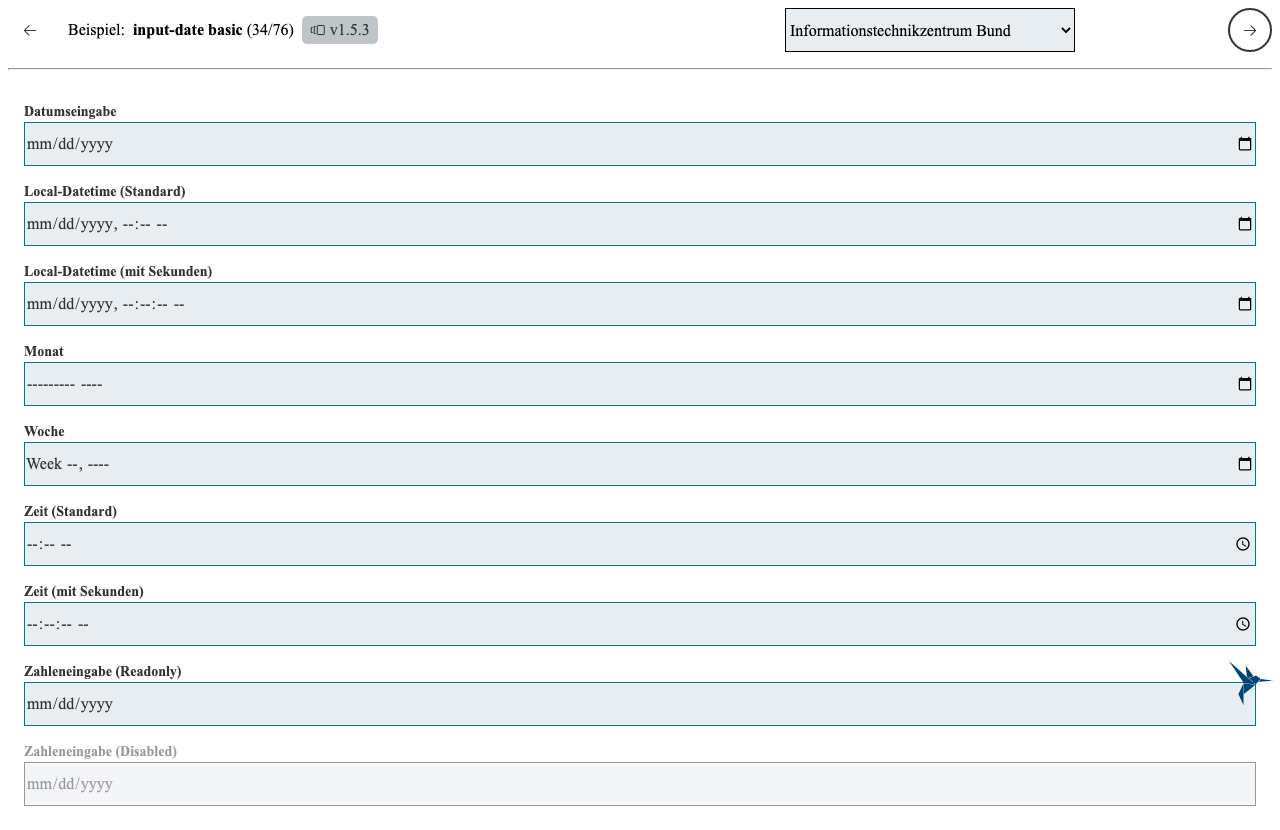 Beispiel: input-date basic (34/76) v1.5.3
Informationstechnikzentrum Bund
Datumseingabe
mm/dd/yyyy
Local-Datetime (Standard)
mm/dd/yyyy, --:-- --
Local-Datetime (mit Sekunden)
mm/dd/yyyy, --:--:-- --
Monat
--------- ----
Woche
Week --, ----
Zeit (Standard)
--:-- --
Zeit (mit Sekunden)
--:--:-- --
Zahleneingabe (Readonly)
mm/dd/yyyy
Zahleneingabe (Disabled)
mm/dd/yyyy